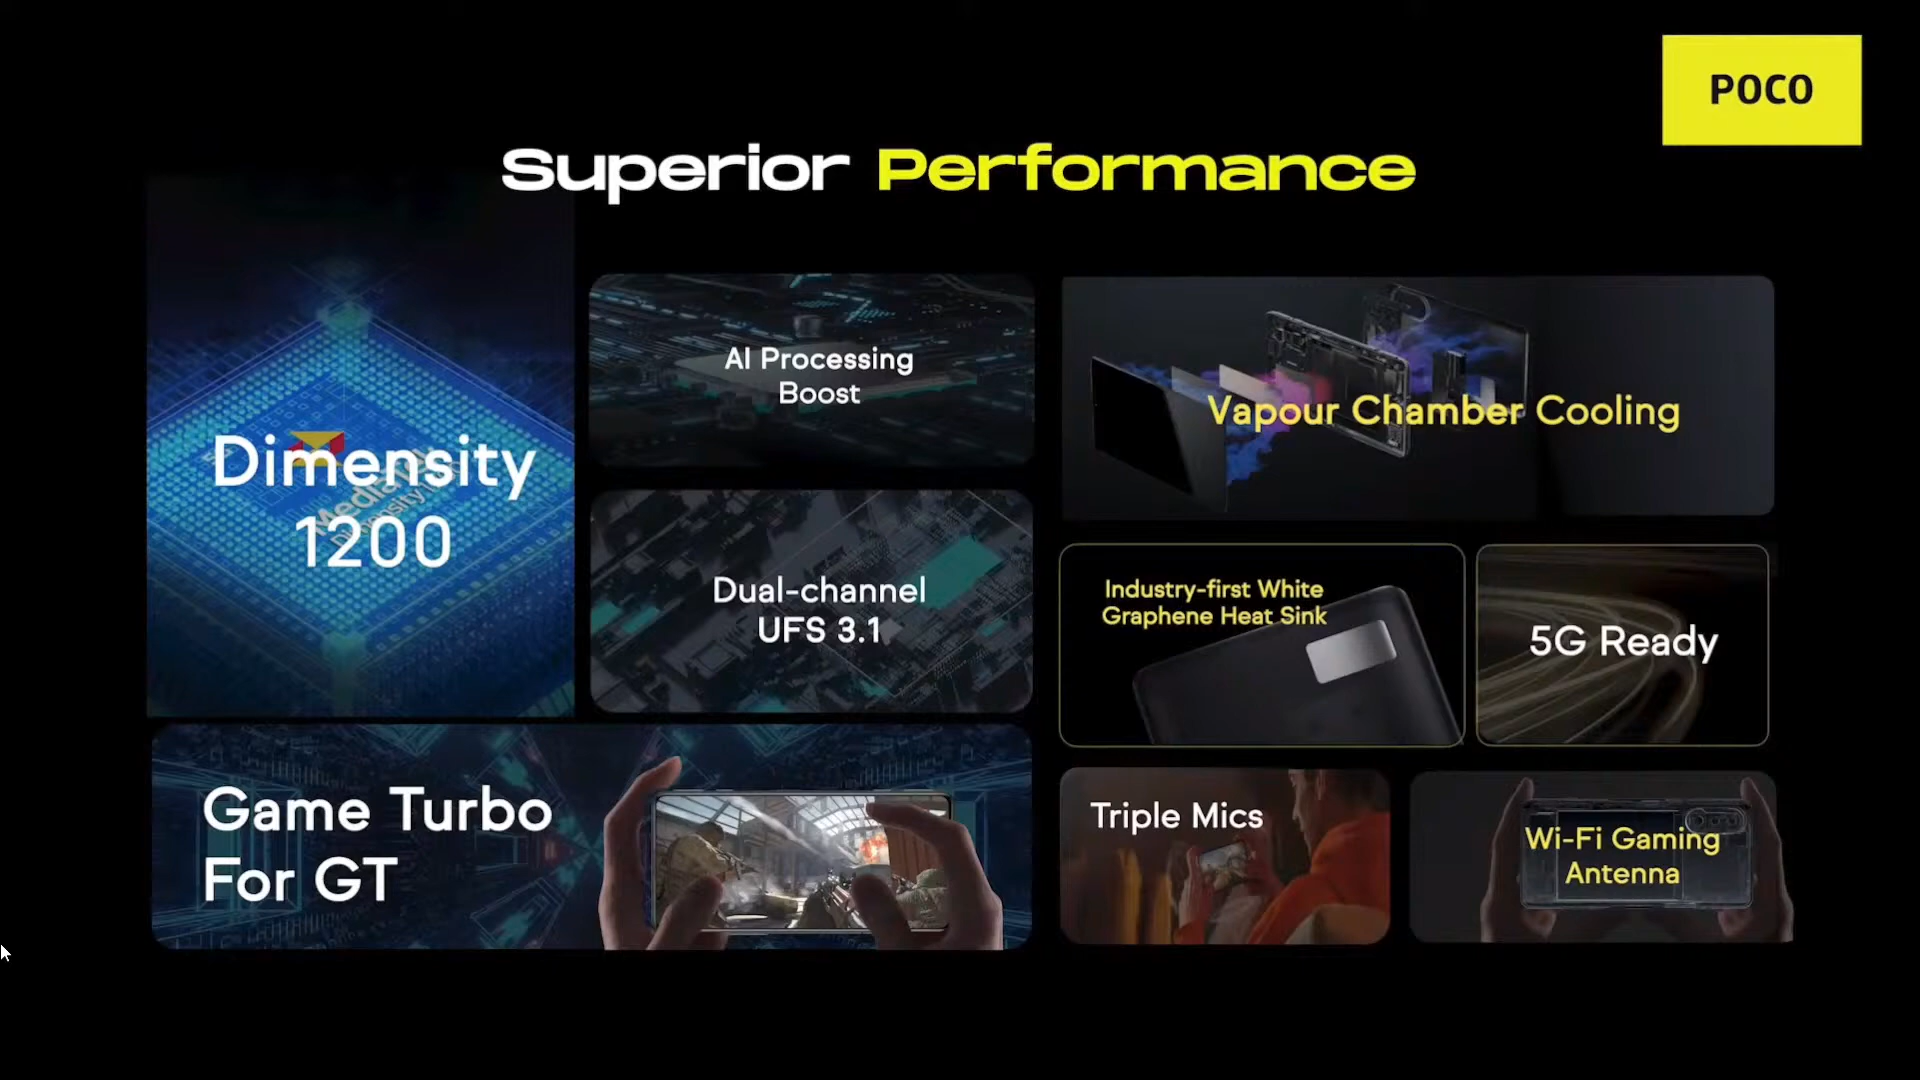 POCO
Superior Performance
Dimensity
1200
AI Processing
Boost
Dual-channel
UFS 3.1
Game Turbo
For GT
Vapour Chamber Cooling
Industry-first White
Graphene Heat Sink
5G Ready
Triple Mics
Wi-Fi Gaming
Antenna